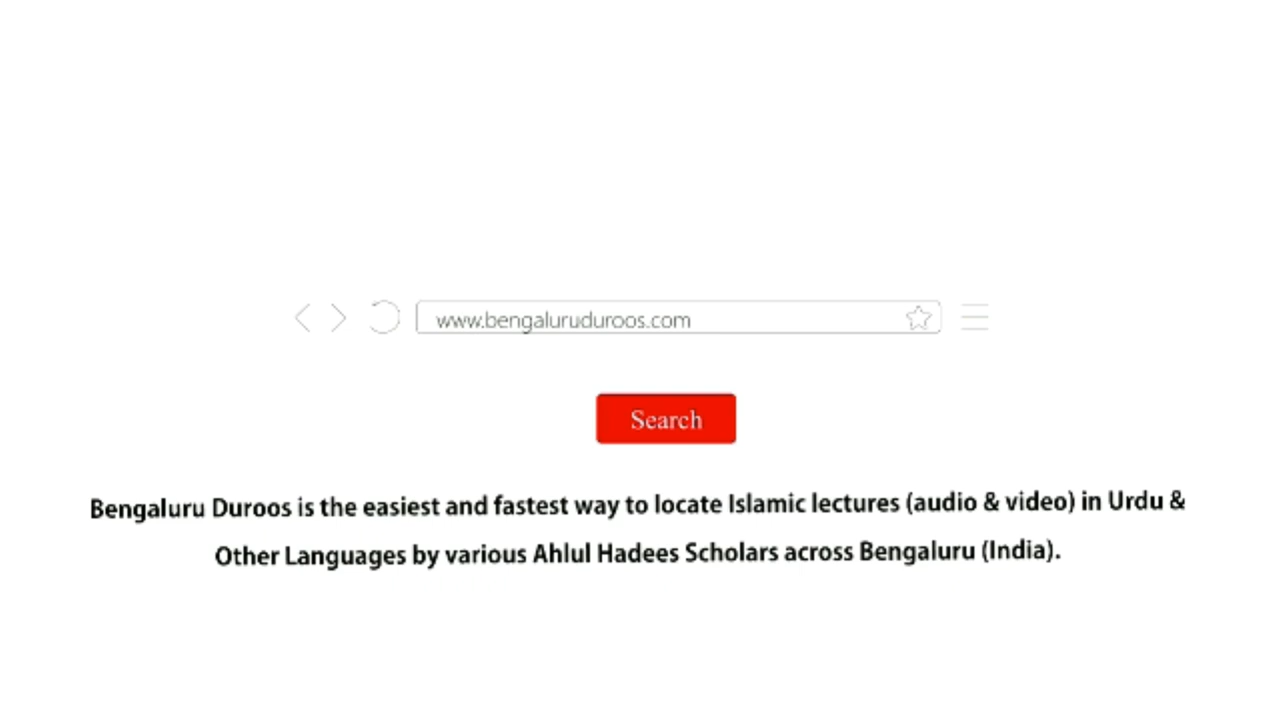 www.bengaluruduroos.com
Search
Bengaluru Duroos is the easiest and fastest way to locate Islamic lectures (audio & video) in Urdu &
Other Languages by various Ahlul Hadees Scholars across Bengaluru (India).